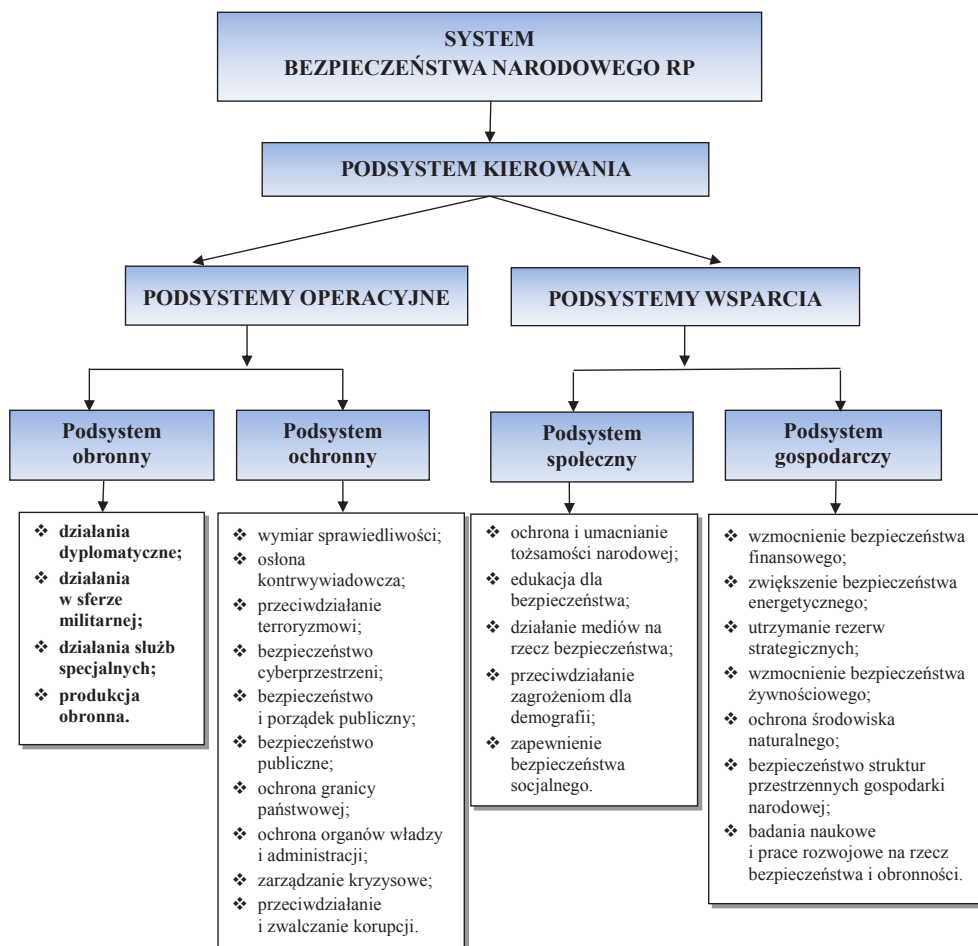 SYSTEM
BEZPIECZEŃSTWA NARODOWEGO RP
PODSYSTEM KIEROWANIA
PODSYSTEMY OPERACYJNE
PODSYSTEMY WSPARCIA
Podsystem
obronny
❖ działania
dyplomatyczne;
❖ działania
w sferze
militarnej;
❖ działania służb
specjalnych;
❖ produkcja
obronna.
Podsystem
ochronny
❖ wymiar sprawiedliwości;
❖ osłona
kontrwywiadowcza;
❖ przeciwdziałanie
terroryzmowi;
❖ bezpieczeństwo
cyberprzestrzeni;
❖ bezpieczeństwo
i porządek publiczny;
❖ bezpieczeństwo
publiczne;
❖ ochrona granicy
państwowej;
❖ ochrona organów władzy
i administracji;
❖ zarządzanie kryzysowe;
❖ przeciwdziałanie
i zwalczanie korupcji.
Podsystem
społeczny
❖ ochrona i umacnianie
tożsamości narodowej;
❖ edukacja dla
bezpieczeństwa;
❖ działanie mediów na
rzecz bezpieczeństwa;
❖ przeciwdziałanie
zagrożeniom dla
demografii;
❖ zapewnienie
bezpieczeństwa
socjalnego.
Podsystem
gospodarczy
❖ wzmocnienie bezpieczeństwa
finansowego;
❖ zwiększenie bezpieczeństwa
energetycznego;
❖ utrzymanie rezerw
strategicznych;
❖ wzmocnienie bezpieczeństwa
żywnościowego;
❖ ochrona środowiska
naturalnego;
❖ bezpieczeństwo struktur
przestrzennych gospodarki
narodowej;
❖ badania naukowe
i prace rozwojowe na rzecz
bezpieczeństwa i obronności.